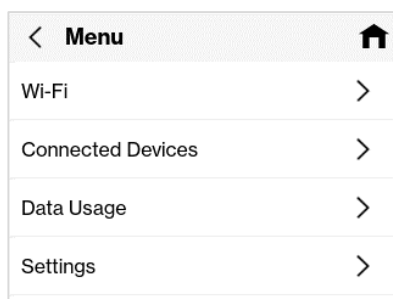 Menu
Wi-Fi
Connected Devices
Data Usage
Settings